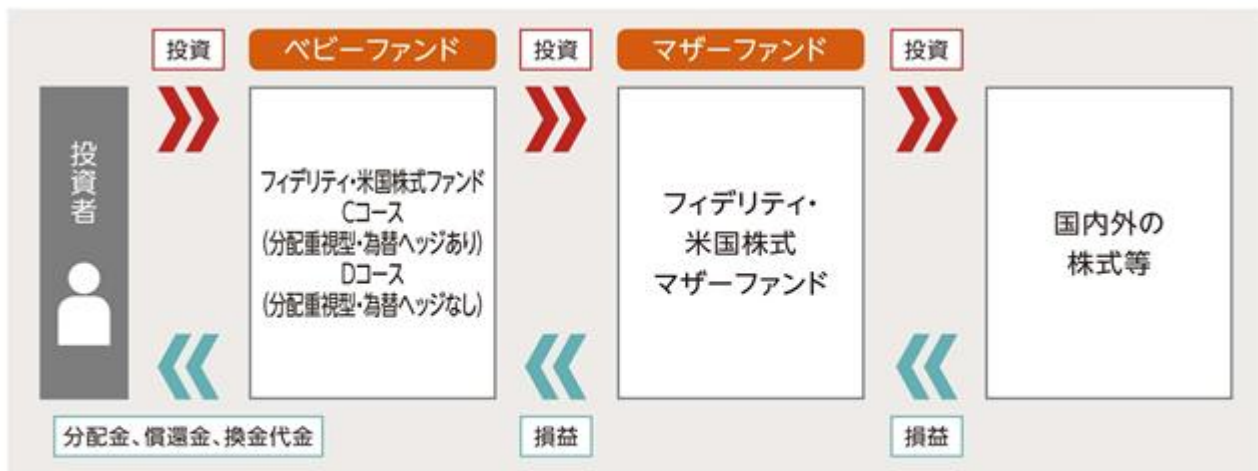 投資
ベビーファンド
投資
マザーファンド
投資
投資者
フィデリティ・米国株式ファンド
Cコース
(分配重視型・為替ヘッジあり)
Dコース
(分配重視型・為替ヘッジなし)
フィデリティ・
米国株式
マザーファンド
国内外の
株式等
分配金、償還金、換金代金
損益
損益